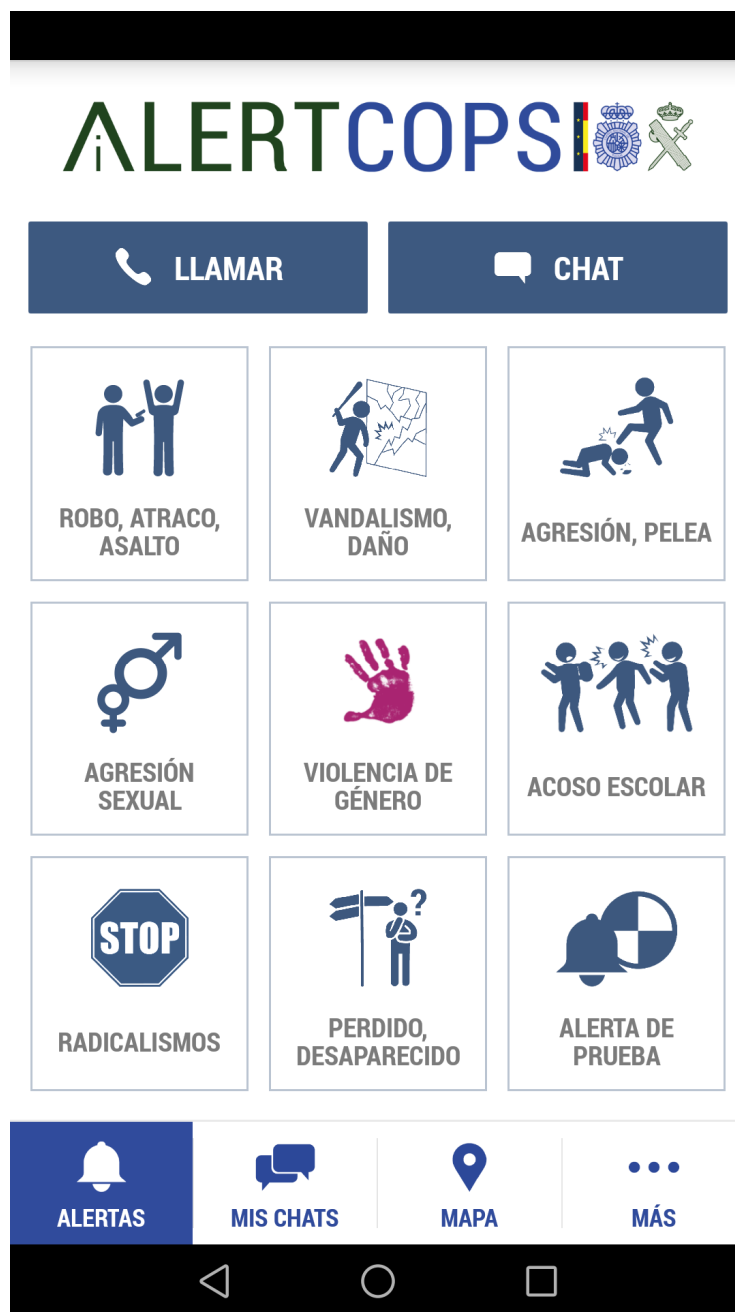 ALERTCOPS
LLAMAR
CHAT
ROBO, ATRACO,
ASALTO
VANDALISMO,
DAÑO
AGRESIÓN, PELEA
AGRESIÓN
SEXUAL
VIOLENCIA DE
GÉNERO
ACOSO ESCOLAR
STOP
RADICALISMOS
?
PERDIDO,
DESAPARECIDO
ALERTA DE
PRUEBA
ALERTAS
MIS CHATS
MAPA
MÁS